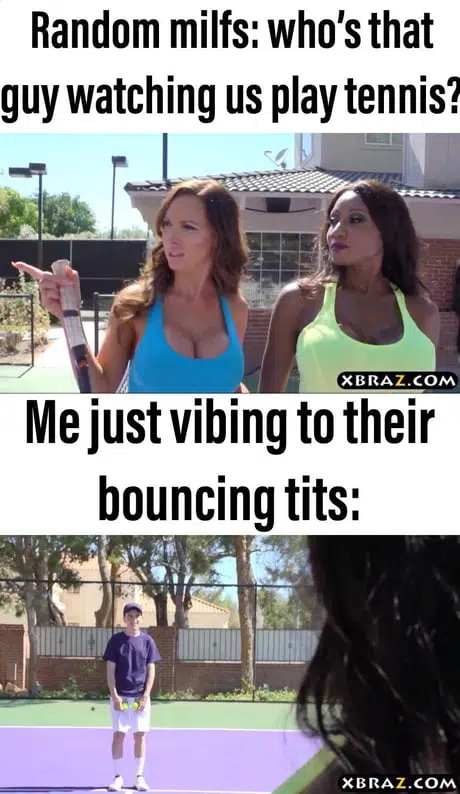 Random milfs: who's that
guy watching us play tennis?
XBRAZ.COM
Me just vibing to their
bouncing tits:
XBRAZ.COM